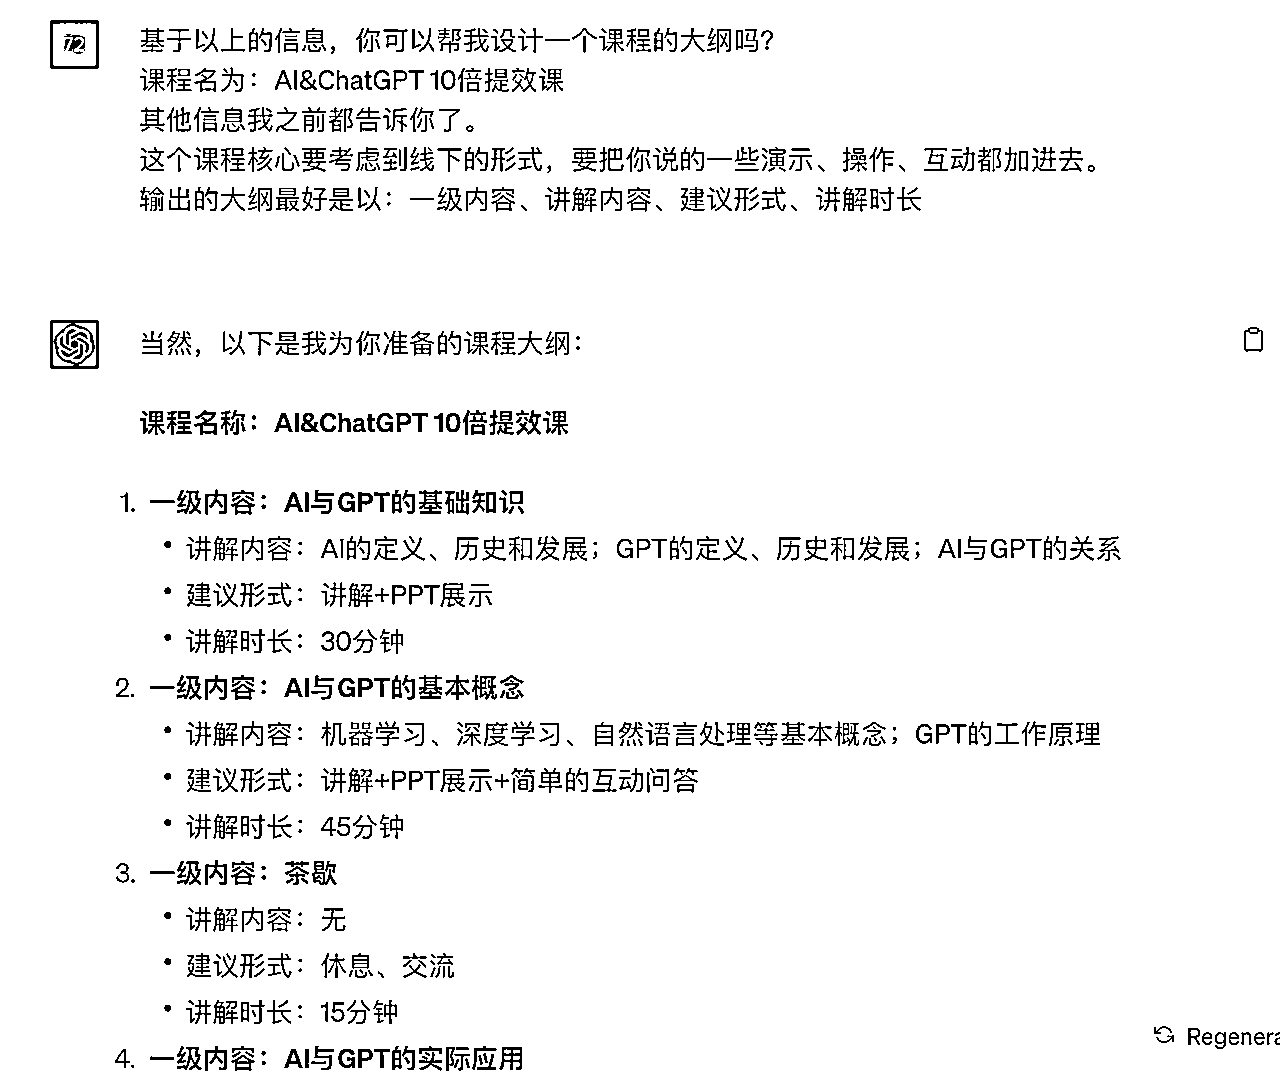 基于以上的信息，你可以帮我设计一个课程的大纲吗？
课程名为：AI&ChatGPT 10倍提效课
其他信息我之前都告诉你了。
这个课程核心要考虑到线下的形式，要把你说的一些演示、操作、互动都加进去。
输出的大纲最好是以：一级内容、讲解内容、建议形式、讲解时长
当然，以下是我为你准备的课程大纲：
课程名称：AI&ChatGPT 10倍提效课
1. 一级内容：AI与GPT的基础知识
• 讲解内容：AI的定义、历史和发展；GPT的定义、历史和发展；AI与GPT的关系
• 建议形式：讲解+PPT展示
• 讲解时长：30分钟
2. 一级内容：AI与GPT的基本概念
• 讲解内容：机器学习、深度学习、自然语言处理等基本概念；GPT的工作原理
• 建议形式：讲解+PPT展示+简单的互动问答
• 讲解时长：45分钟
3. 一级内容：茶歇
• 讲解内容：无
• 建议形式：休息、交流
• 讲解时长：15分钟
Regenera
4. 一级内容：AI与GPT的实际应用